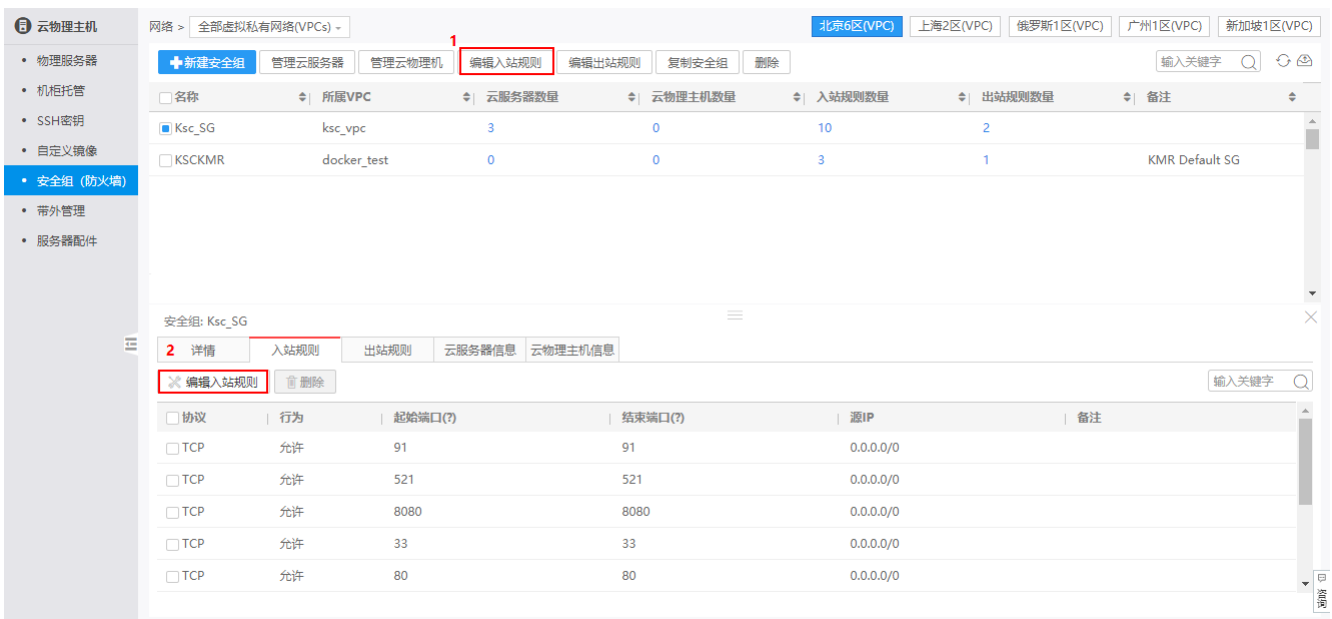 云物理主机
物理服务器
机柜托管
SSH密钥
自定义镜像
安全组（防火墙）
带外管理
服务器配件
网络 > 全部虚拟私有网络(VPCs)
北京6区(VPC) 上海2区(VPC) 俄罗斯1区(VPC) 广州1区(VPC) 新加坡1区(VPC)
1
新建安全组 管理云服务器 管理云物理机 编辑入站规则 编辑出站规则 复制安全组 删除 输入关键字
名称 所属VPC 云服务器数量 云物理主机数量 入站规则数量 出站规则数量 备注
Ksc_SG ksc_vpc 3 0 10 2
KSCKMR docker_test 0 0 3 1 KMR Default SG
安全组: Ksc_SG
2 详情 入站规则 出站规则 云服务器信息 云物理主机信息
编辑入站规则 删除 输入关键字
协议 行为 起始端口(?) 结束端口(?) 源IP 备注
TCP 允许 91 91 0.0.0.0/0
TCP 允许 521 521 0.0.0.0/0
TCP 允许 8080 8080 0.0.0.0/0
TCP 允许 33 33 0.0.0.0/0
TCP 允许 80 80 0.0.0.0/0
咨询